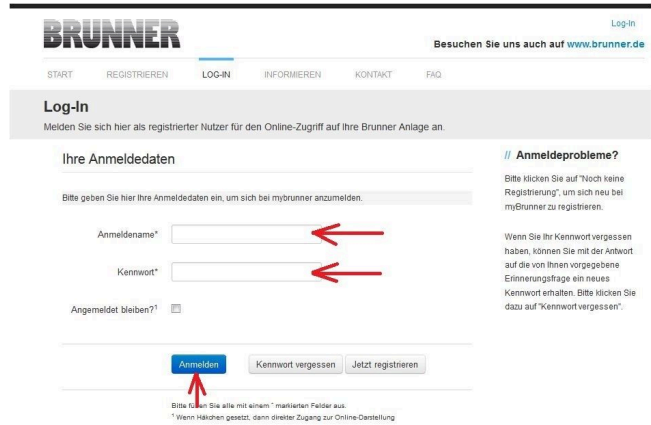 BRUNNER
Log-In
Besuchen Sie uns auch auf www.brunner.de
START REGISTRIEREN LOG-IN INFORMIEREN KONTAKT FAQ
Log-In
Melden Sie sich hier als registrierter Nutzer für den Online-Zugriff auf Ihre Brunner Anlage an.
Ihre Anmeldedaten
Bitte geben Sie hier Ihre Anmeldedaten ein, um sich bei mybrunner anzumelden.
Anmeldename*
Kennwort*
Angemeldet bleiben?¹
Anmelden Kennwort vergessen Jetzt registrieren
Bitte füllen Sie alle mit einem * markierten Felder aus.
¹ Wenn Häkchen gesetzt, dann direkter Zugang zur Online-Darstellung
// Anmeldeprobleme?
Bitte klicken Sie auf "Noch keine
Registrierung", um sich neu bei
myBrunner zu registrieren.
Wenn Sie Ihr Kennwort vergessen
haben, können Sie mit der Antwort
auf die von Ihnen vorgegebene
Erinnerungsfrage ein neues
Kennwort erhalten. Bitte klicken Sie
dazu auf "Kennwort vergessen".